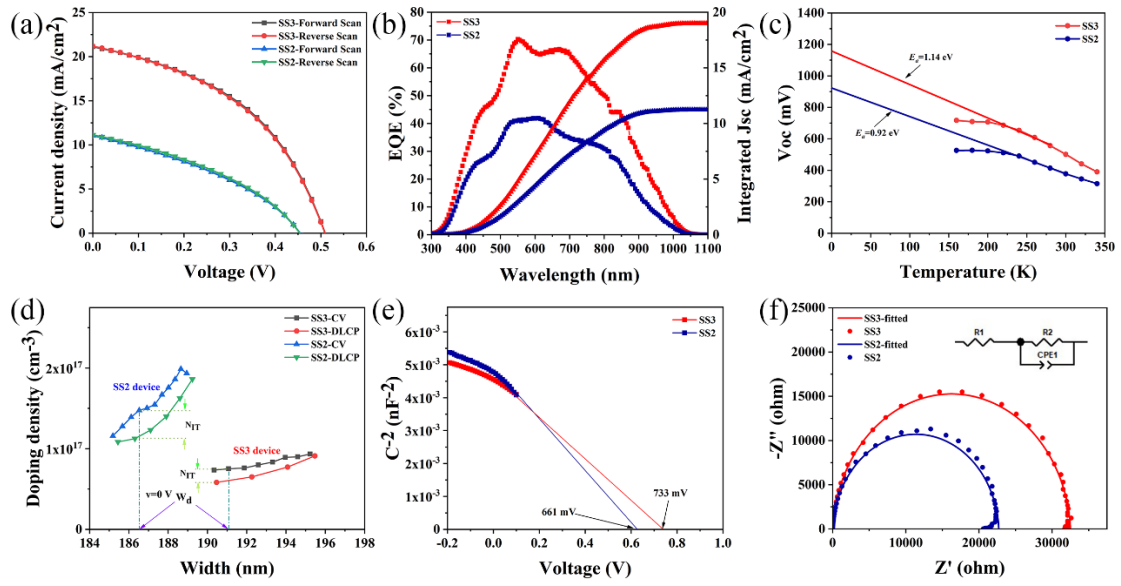 (a)
Current density (mA/cm²)
25
20
15
10
5
0
0.0 0.1 0.2 0.3 0.4 0.5 0.6
Voltage (V)
SS3-Forward Scan
SS3-Reverse Scan
SS2-Forward Scan
SS2-Reverse Scan
(b)
EQE (%)
80
70
60
50
40
30
20
10
0
300 400 500 600 700 800 900 1000 1100
Wavelength (nm)
SS3
SS2
20
15
10
5
0
Integrated Jsc (mA/cm²)
(c)
Voc (mV)
1400
1200
1000
800
600
400
200
0
0 50 100 150 200 250 300 350
Temperature (K)
SS3
SS2
Ea=1.14 eV
Ea=0.92 eV
(d)
Doping density (cm⁻³)
2x10¹⁷
1x10¹⁷
0
184 186 188 190 192 194 196 198
Width (nm)
SS3-CV
SS3-DLCP
SS2-CV
SS2-DLCP
SS2 device
NIT
SS3 device
NIT
v=0 V Wd
(e)
C⁻² (nF⁻²)
6x10⁻³
5x10⁻³
4x10⁻³
3x10⁻³
2x10⁻³
1x10⁻³
0
-0.2 0.0 0.2 0.4 0.6 0.8 1.0
Voltage (V)
SS3
SS2
661 mV
733 mV
(f)
-Z'' (ohm)
-25000
-20000
15000
10000
5000
0
0 10000 20000 30000
Z' (ohm)
SS3-fitted
SS3
SS2-fitted
SS2
R1 R2
CPE1